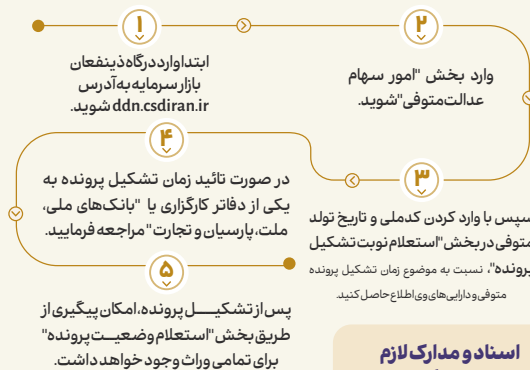 ۱
ابتدا وارد درگاه ذینفعان
بازار سرمایه به آدرس
ddn.csdiran.ir شوید.
۲
وارد بخش "امور سهام
عدالت متوفی" شوید.
۳
سپس با وارد کردن کدملی و تاریخ تولد
متوفی در بخش "استعلام نوبت تشکیل
پرونده"، نسبت به موضوع زمان تشکیل پرونده
متوفی و دارایی‌های وی اطلاع حاصل کنید.
۴
در صورت تائید زمان تشکیل پرونده به
یکی از دفاتر کارگزاری یا "بانک‌های ملی،
ملت، پارسیان و تجارت" مراجعه فرمایید.
۵
پس از تشکیل پرونده، امکان پیگیری از
طریق بخش "استعلام وضعیت پرونده"
برای تمامی وراث وجود خواهد داشت.
اسناد و مدارک لازم